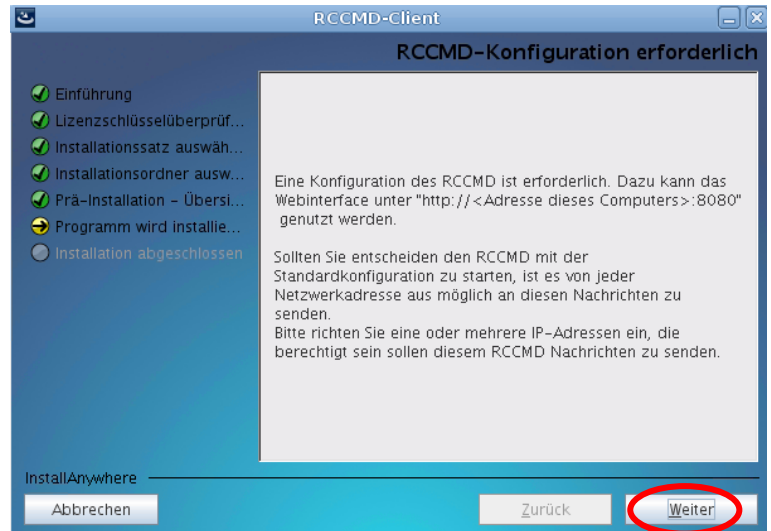 RCCMD-Client
RCCMD-Konfiguration erforderlich
Einführung
Lizenzschlüsselüberprüf...
Installationssatz auswäh...
Installationsordner ausw...
Prä-Installation - Übersi...
Programm wird installie...
Installation abgeschlossen
Eine Konfiguration des RCCMD ist erforderlich. Dazu kann das
Webinterface unter "http://<Adresse dieses Computers>:8080"
genutzt werden.
Sollten Sie entscheiden den RCCMD mit der
Standardkonfiguration zu starten, ist es von jeder
Netzwerkadresse aus möglich an diesen Nachrichten zu
senden.
Bitte richten Sie eine oder mehrere IP-Adressen ein, die
berechtigt sein sollen diesem RCCMD Nachrichten zu senden.
InstallAnywhere
Abbrechen
Zurück
Weiter